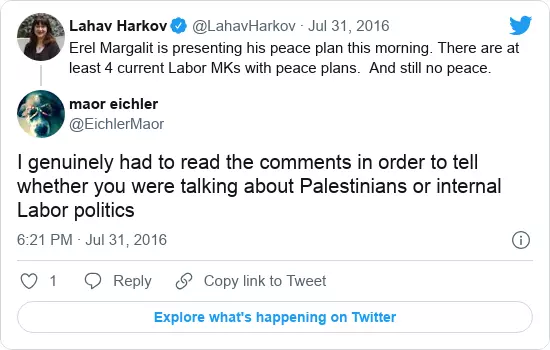 Lahav Harkov @LahavHarkov · Jul 31, 2016
Erel Margalit is presenting his peace plan this morning. There are
at least 4 current Labor MKs with peace plans.  And still no peace.
maor eichler
@EichlerMaor
I genuinely had to read the comments in order to tell
whether you were talking about Palestinians or internal
Labor politics
6:21 PM · Jul 31, 2016
1 Reply Copy link to Tweet
Explore what's happening on Twitter